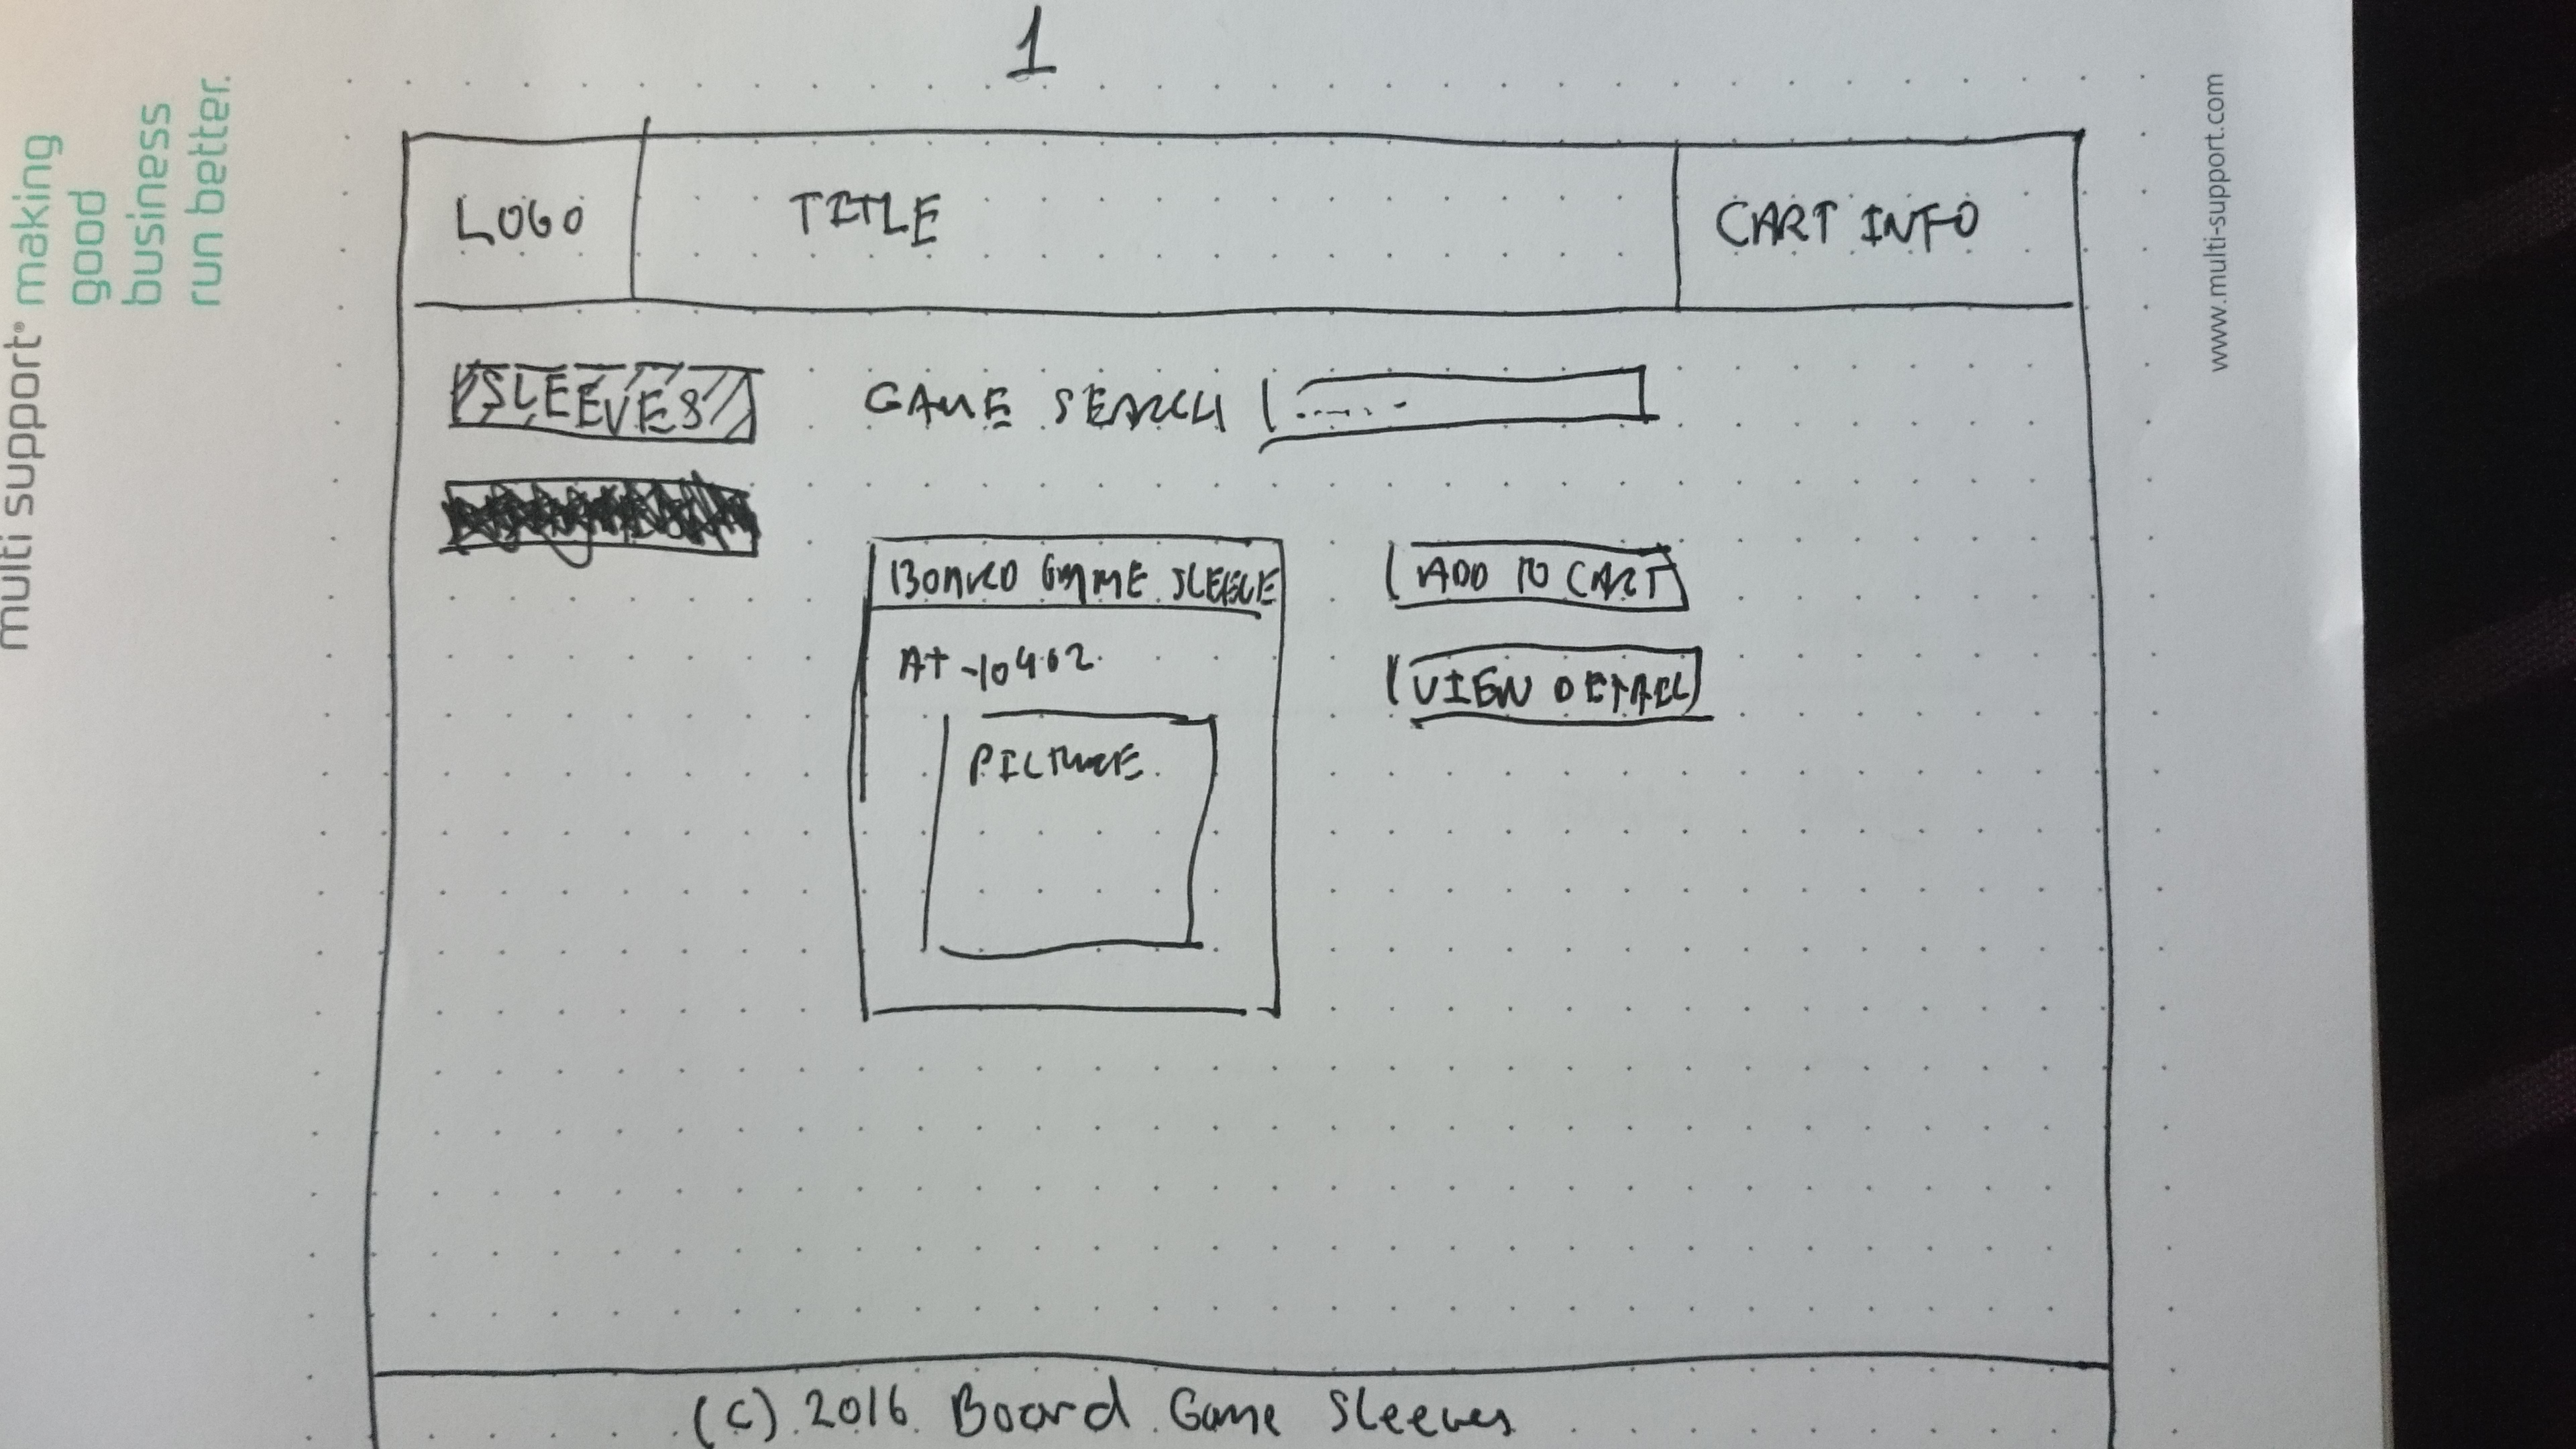 1
LOGO
TITLE
CART INFO
SLEEVES
GAME SEARCH
BOARD GAME SLEEVE
ADD TO CART
AT-10402
VIEW DETAIL
PICTURE
(C) 2016 Board Game Sleeves
multi support® making
good
business
run better.
www.multi-support.com